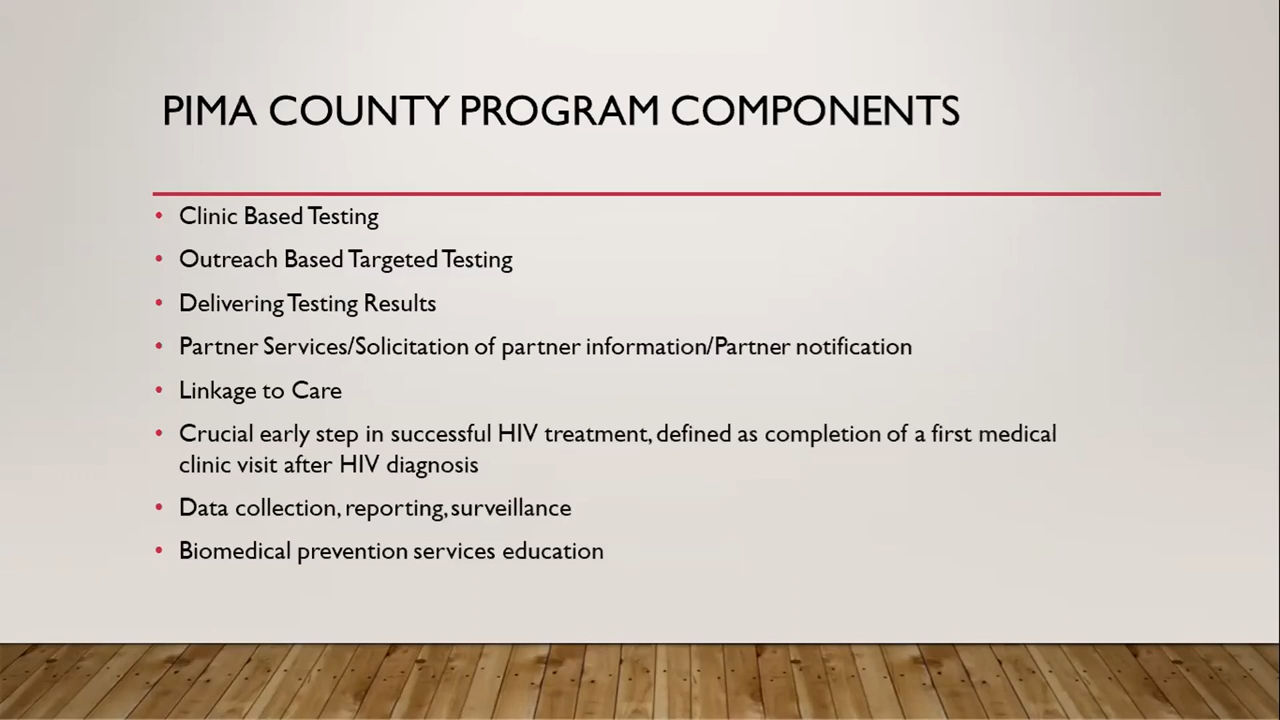 PIMA COUNTY PROGRAM COMPONENTS
• Clinic Based Testing
• Outreach Based Targeted Testing
• Delivering Testing Results
• Partner Services/Solicitation of partner information/Partner notification
• Linkage to Care
• Crucial early step in successful HIV treatment, defined as completion of a first medical
clinic visit after HIV diagnosis
• Data collection, reporting, surveillance
• Biomedical prevention services education